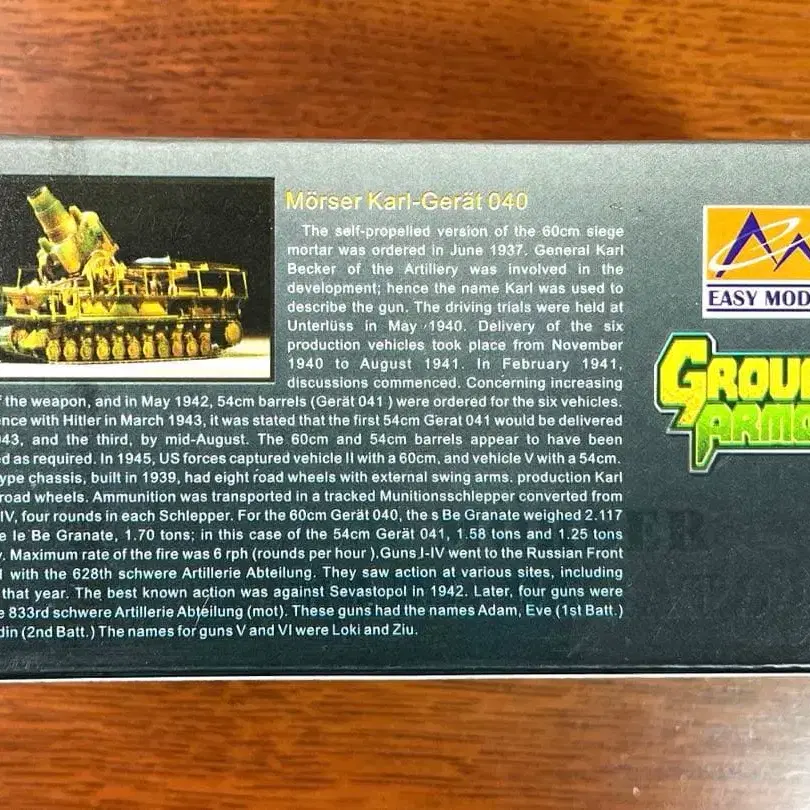 Mörser Karl-Gerät 040
The self-propelled version of the 60cm siege
mortar was ordered in June 1937. General Karl
Becker of the Artillery was involved in the
development; hence the name Karl was used to
describe the gun. The driving trials were held at
Unterlüss in May 1940. Delivery of the six
production vehicles took place from November
1940 to August 1941. In February 1941,
discussions commenced. Concerning increasing
f the weapon, and in May 1942, 54cm barrels (Gerät 041 ) were ordered for the six vehicles.
ence with Hitler in March 1943, it was stated that the first 54cm Gerat 041 would be delivered
943, and the third, by mid-August. The 60cm and 54cm barrels appear to have been
ed as required. In 1945, US forces captured vehicle II with a 60cm, and vehicle V with a 54cm.
ype chassis, built in 1939, had eight road wheels with external swing arms. production Karl
road wheels. Ammunition was transported in a tracked Munitionsschlepper converted from
IV, four rounds in each Schlepper. For the 60cm Gerät 040, the s Be Granate weighed 2.117
e le Be Granate, 1.70 tons; in this case of the 54cm Gerät 041, 1.58 tons and 1.25 tons
y. Maximum rate of the fire was 6 rph (rounds per hour ).Guns I-IV went to the Russian Front
1 with the 628th schwere Artillerie Abteilung. They saw action at various sites, including
that year. The best known action was against Sevastopol in 1942. Later, four guns were
e 833rd schwere Artillerie Abteilung (mot). These guns had the names Adam, Eve (1st Batt.)
din (2nd Batt.) The names for guns V and VI were Loki and Ziu.
EASY MOD
GROU
ARMO